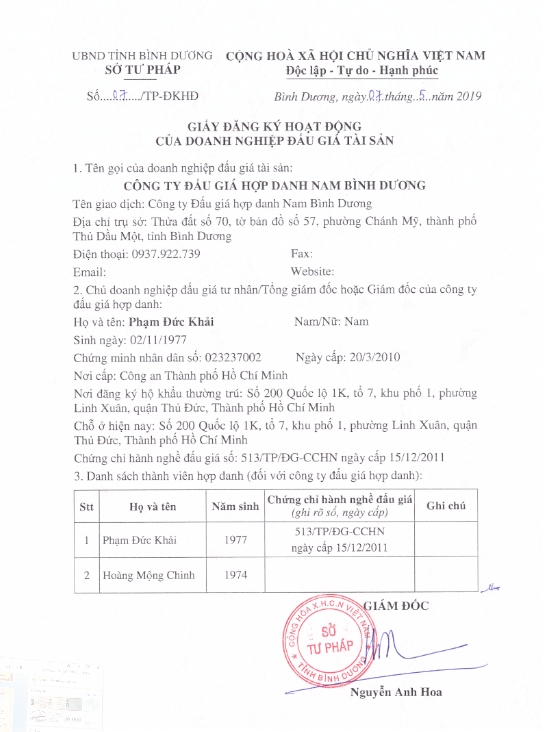 UBND TỈNH BÌNH DƯƠNG CỘNG HOÀ XÃ HỘI CHỦ NGHĨA VIỆT NAM
SỞ TƯ PHÁP Độc lập - Tự do - Hạnh phúc
Số....07...../TP-ĐKHĐ Bình Dương, ngày.07.tháng..5..năm 2019
GIẤY ĐĂNG KÝ HOẠT ĐỘNG
CỦA DOANH NGHIỆP ĐẤU GIÁ TÀI SẢN
1. Tên gọi của doanh nghiệp đấu giá tài sản:
CÔNG TY ĐẤU GIÁ HỢP DANH NAM BÌNH DƯƠNG
Tên giao dịch: Công ty Đấu giá hợp danh Nam Bình Dương
Địa chỉ trụ sở: Thửa đất số 70, tờ bản đồ số 57, phường Chánh Mỹ, thành phố
Thủ Dầu Một, tỉnh Bình Dương
Điện thoại: 0937.922.739 Fax:
Email: Website:
2. Chủ doanh nghiệp đấu giá tư nhân/Tổng giám đốc hoặc Giám đốc của công ty
đấu giá hợp danh:
Họ và tên: Phạm Đức Khải Nam/Nữ: Nam
Sinh ngày: 02/11/1977
Chứng minh nhân dân số: 023237002 Ngày cấp: 20/3/2010
Nơi cấp: Công an Thành phố Hồ Chí Minh
Nơi đăng ký hộ khẩu thường trú: Số 200 Quốc lộ 1K, tổ 7, khu phố 1, phường
Linh Xuân, quận Thủ Đức, Thành phố Hồ Chí Minh
Chỗ ở hiện nay: Số 200 Quốc lộ 1K, tổ 7, khu phố 1, phường Linh Xuân, quận
Thủ Đức, Thành phố Hồ Chí Minh
Chứng chỉ hành nghề đấu giá số: 513/TP/ĐG-CCHN ngày cấp 15/12/2011
3. Danh sách thành viên hợp danh (đối với công ty đấu giá hợp danh):
Stt Họ và tên Năm sinh Chứng chỉ hành nghề đấu giá (ghi rõ số, ngày cấp) Ghi chú
1 Phạm Đức Khải 1977 513/TP/ĐG-CCHN ngày cấp 15/12/2011
2 Hoàng Mộng Chinh 1974
GIÁM ĐỐC
CỘNG HÒA X.H.C.N VIỆT NAM
SỞ
TƯ PHÁP
TỈNH BÌNH DƯƠNG
Nguyễn Anh Hoa